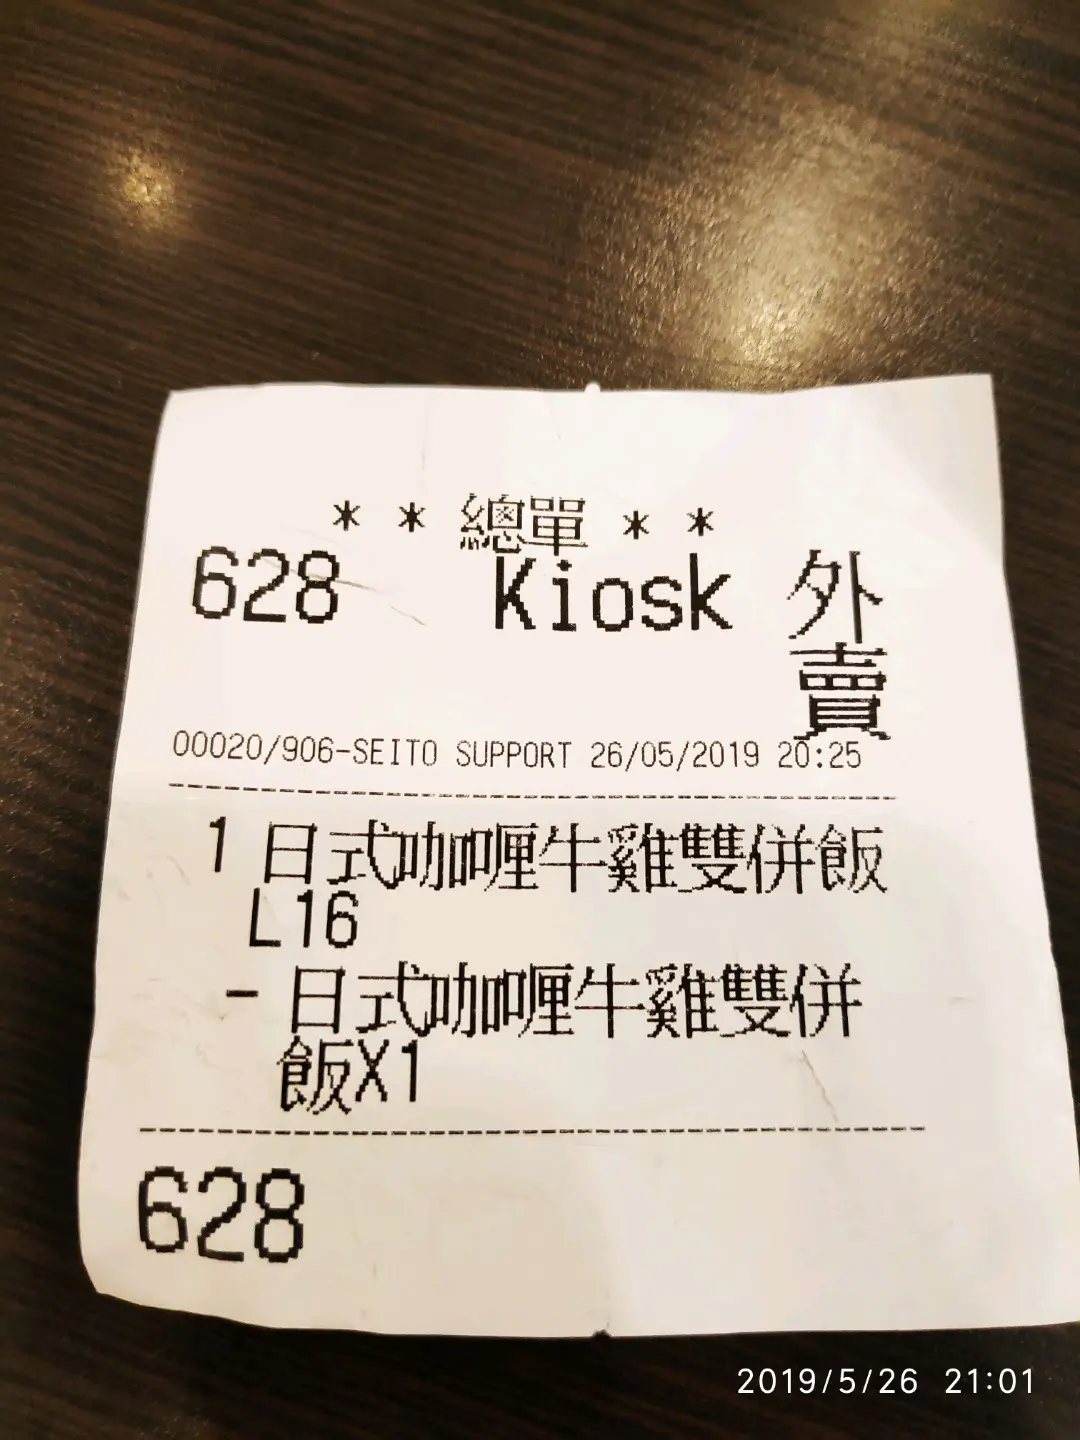 * * 總單 * *
628 Kiosk 外
賣
00020/906-SEITO SUPPORT 26/05/2019 20:25
1 日式咖喱牛雞雙併飯
L16
- 日式咖喱牛雞雙併
飯X1
628
2019/5/26 21:01